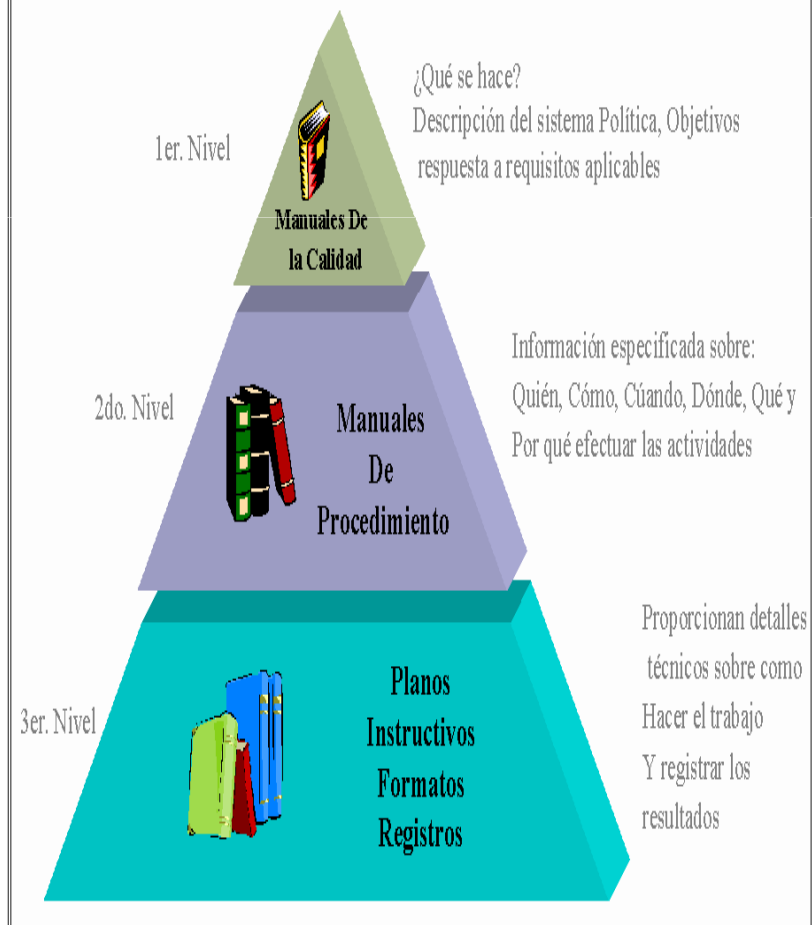 ¿Qué se hace?
Descripción del sistema Política, Objetivos
respuesta a requisitos aplicables
1er. Nivel
Manuales De
la Calidad
Información especificada sobre:
Quién, Cómo, Cúando, Dónde, Qué y
Por qué efectuar las actividades
2do. Nivel
Manuales
De
Procedimiento
Proporcionan detalles
técnicos sobre como
Hacer el trabajo
Y registrar los
resultados
3er. Nivel
Planos
Instructivos
Formatos
Registros